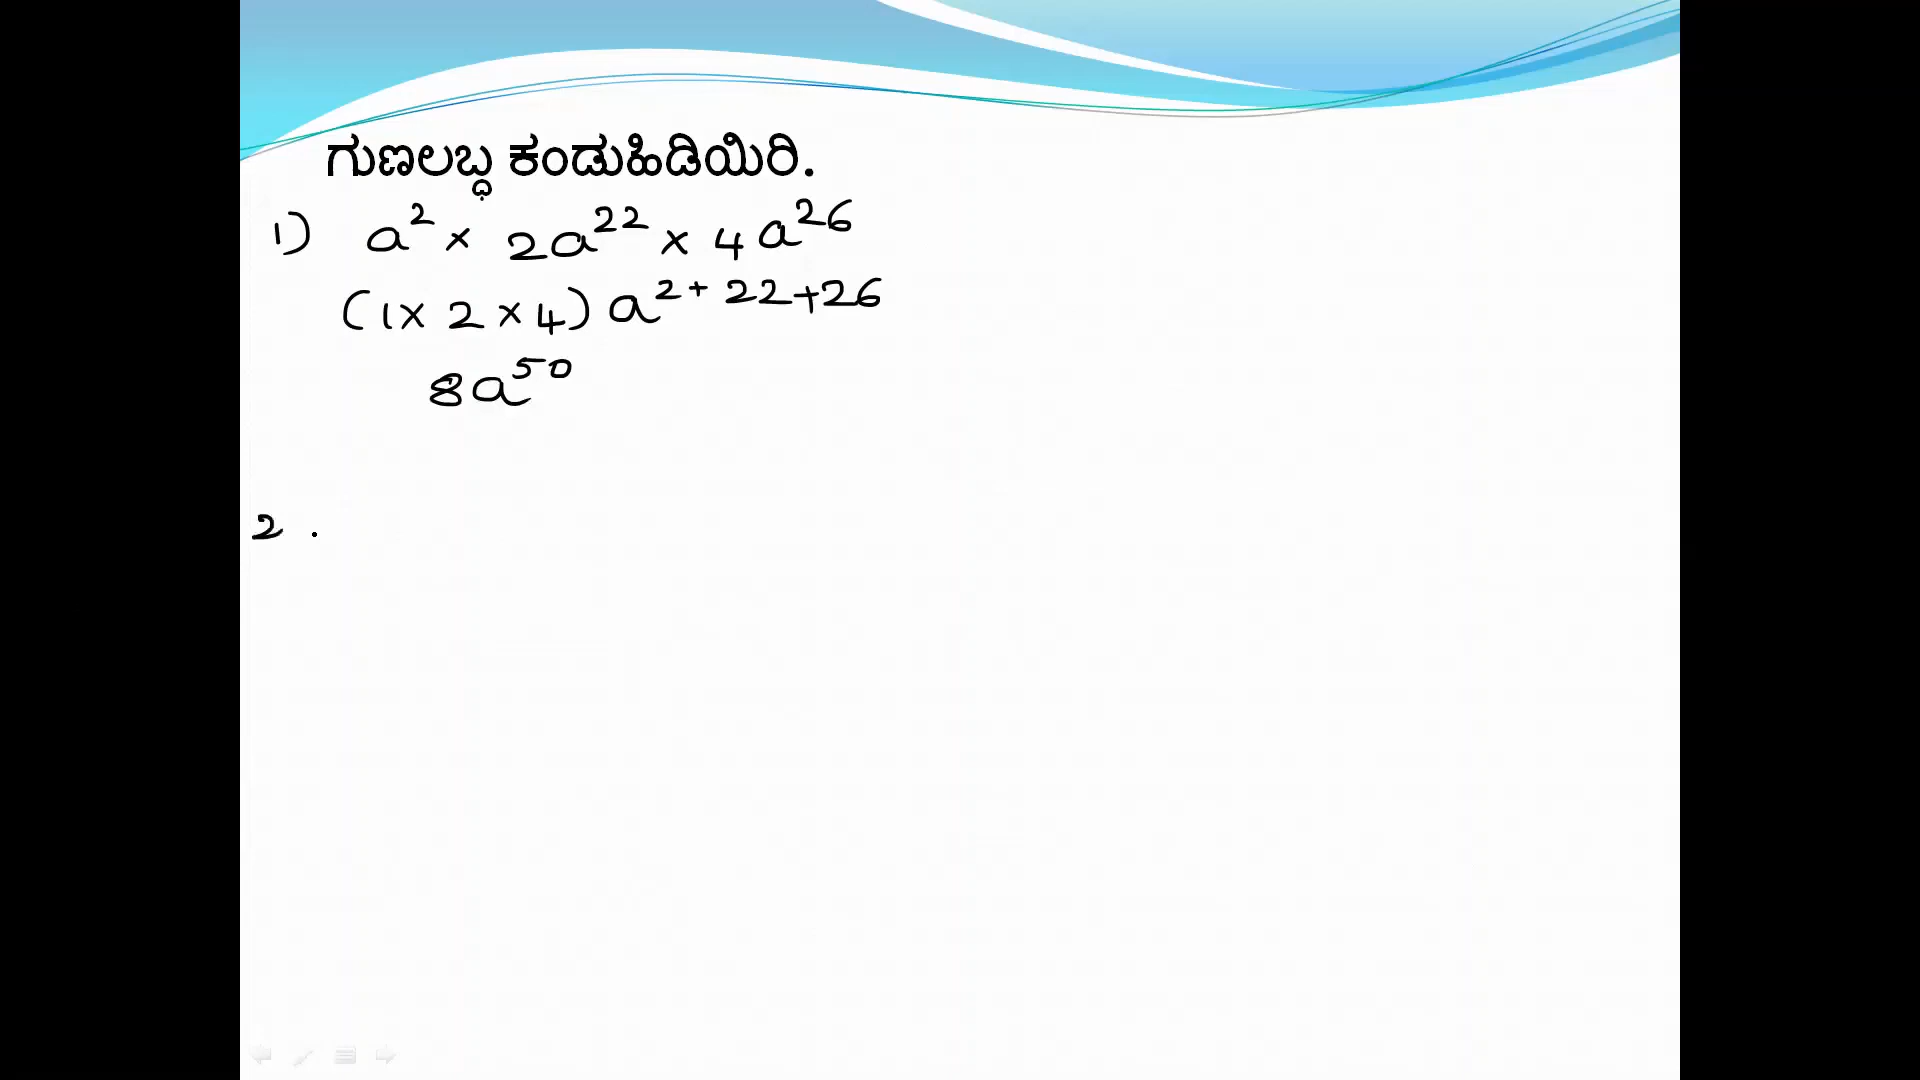 ಗುಣಲಬ್ಧ ಕಂಡುಹಿಡಿಯಿರಿ.
1) a² × 2a²² × 4a²⁶
(1 × 2 × 4) a²⁺²²⁺²⁶
8a⁵⁰
2 .